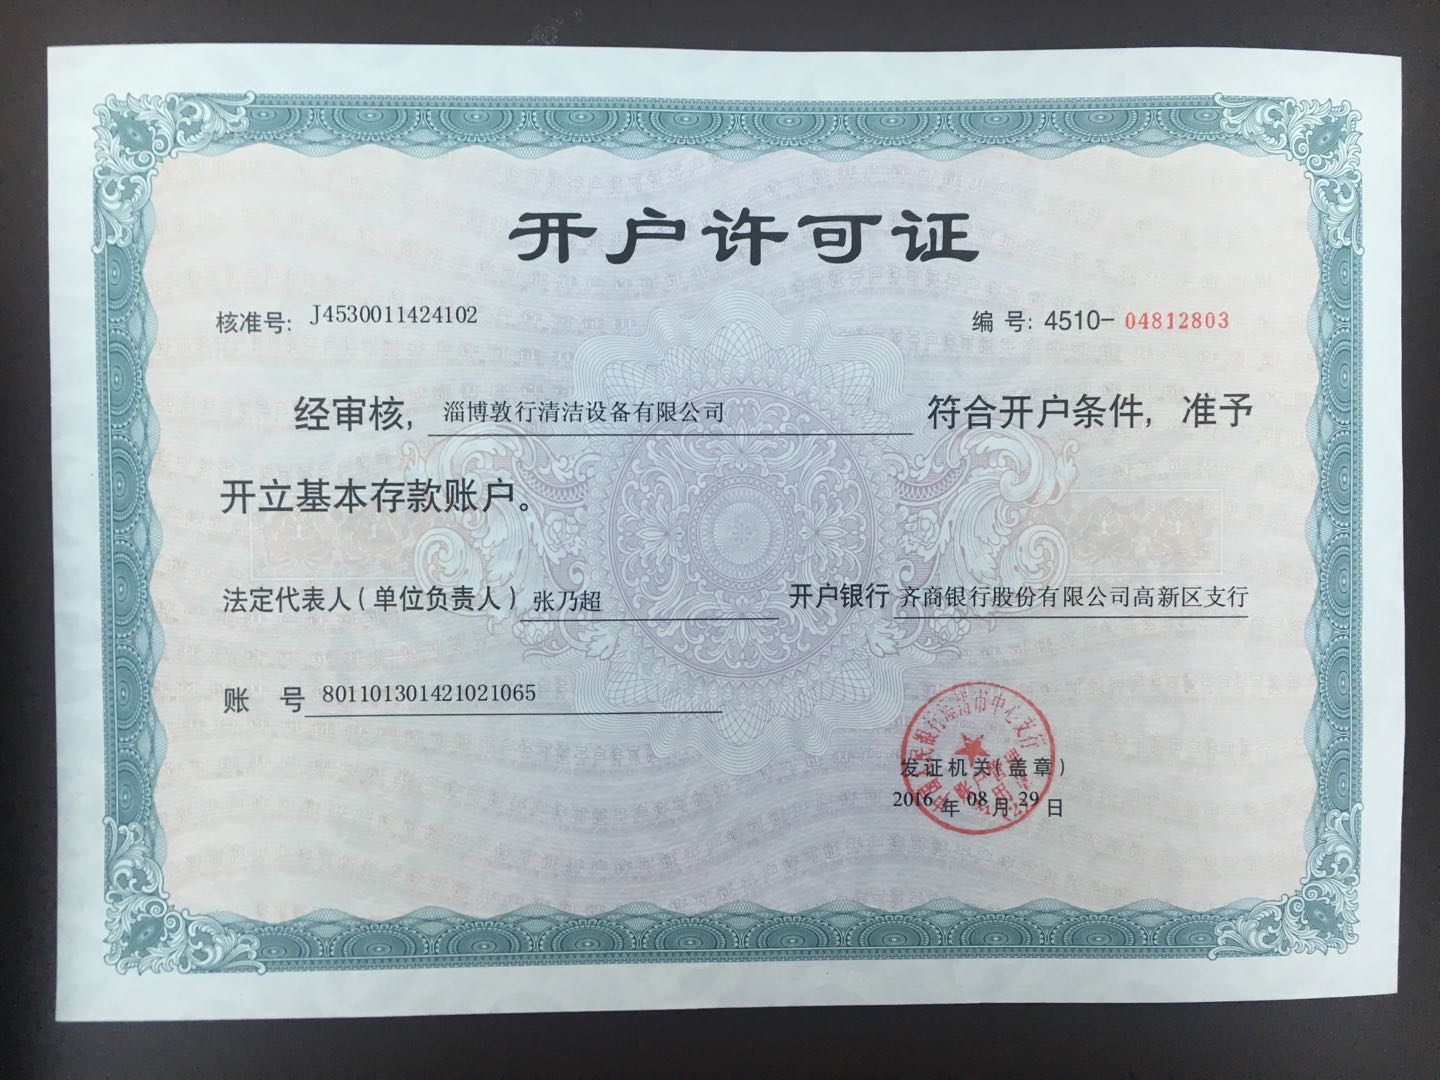 开户许可证
核准号: J4530011424102 编 号: 4510-04812803
经审核, 淄博敦行清洁设备有限公司 符合开户条件, 准予
开立基本存款账户。
法定代表人(单位负责人) 张乃超 开户银行 齐商银行股份有限公司高新区支行
账 号 801101301421021065
发证机关(盖章)
2016 年 08 月 29 日